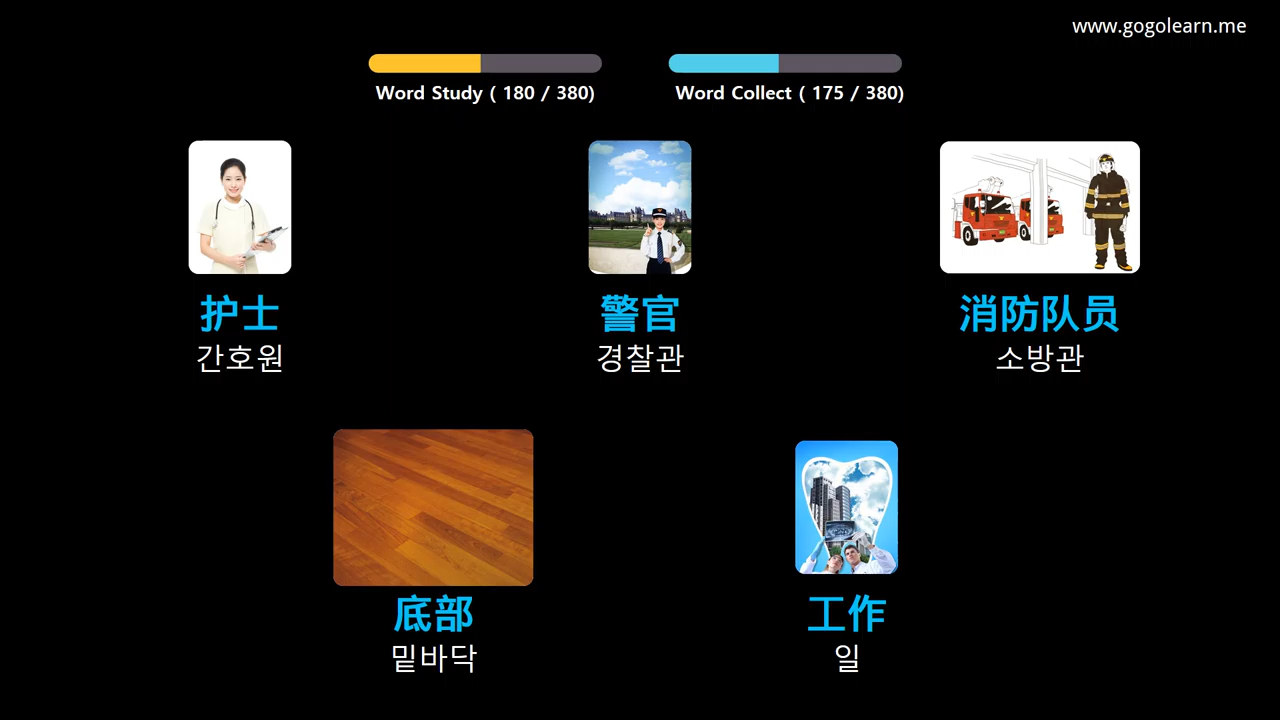 www.gogolearn.me
Word Study ( 180 / 380)
Word Collect ( 175 / 380)
护士
간호원
警官
경찰관
消防队员
소방관
底部
밑바닥
工作
일